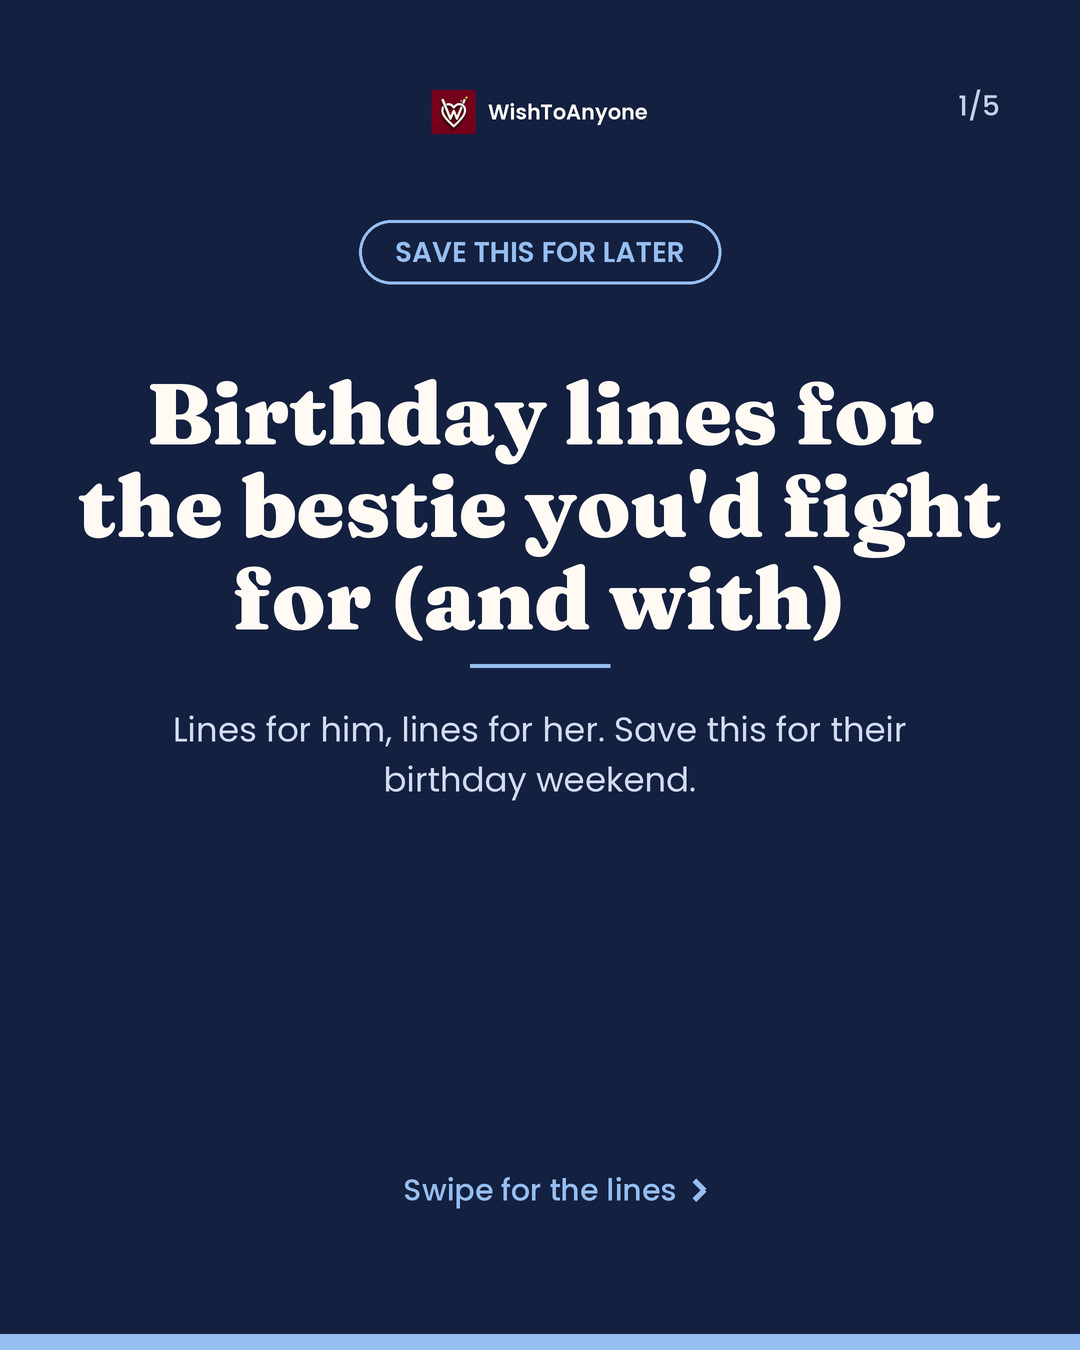 WishToAnyone
1/5
SAVE THIS FOR LATER
Birthday lines for
the bestie you'd fight
for (and with)
Lines for him, lines for her. Save this for their
birthday weekend.
Swipe for the lines